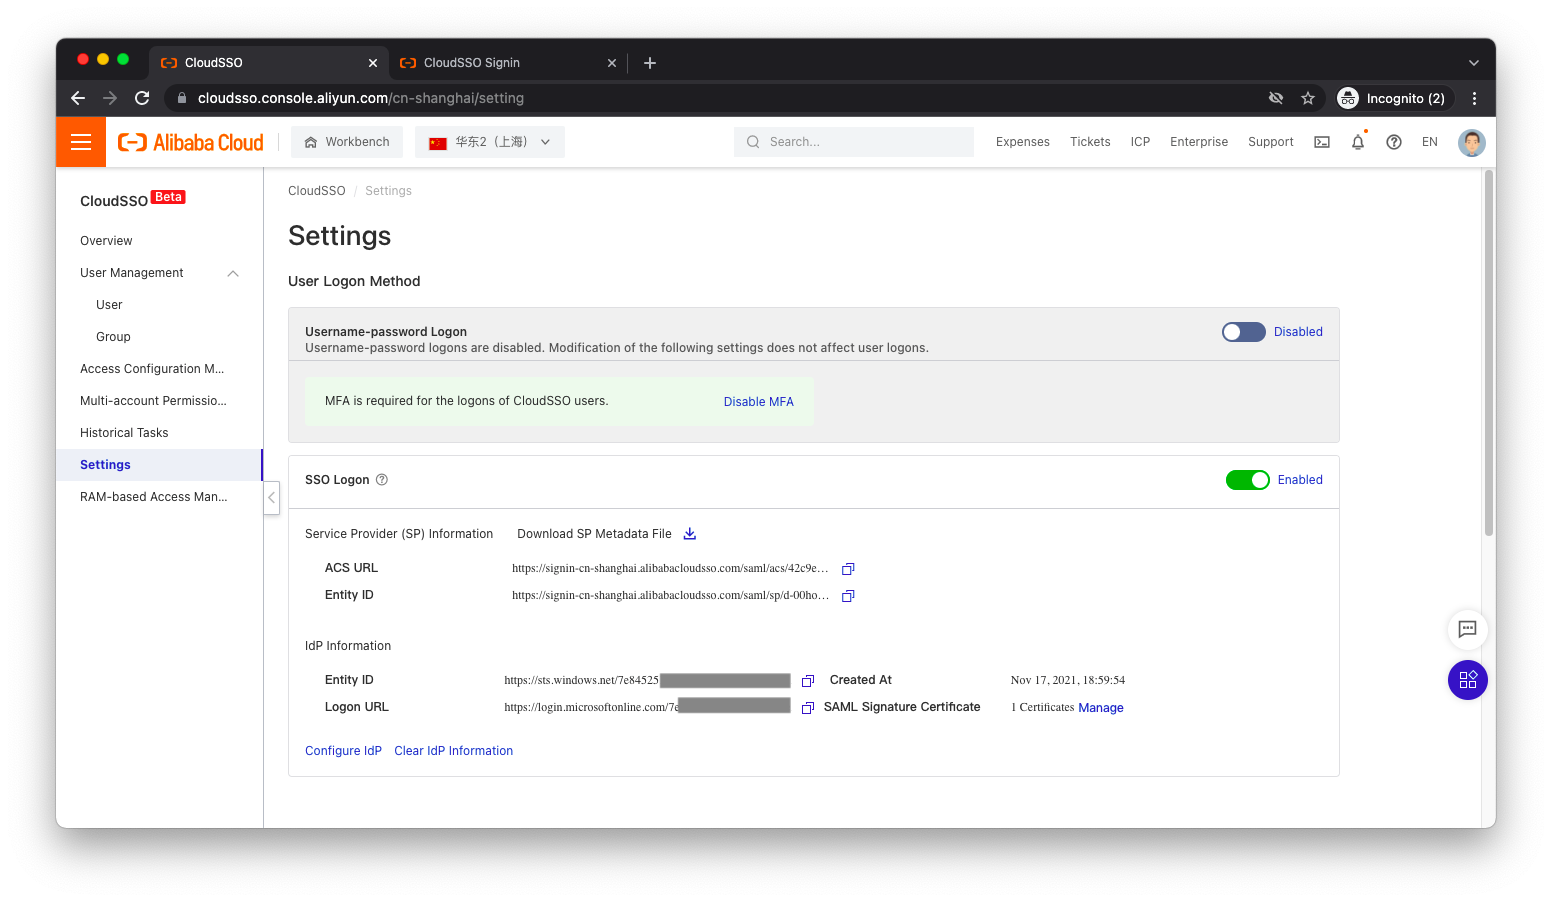 CloudSSO
CloudSSO Signin
cloudsso.console.aliyun.com/cn-shanghai/setting
Incognito (2)
Alibaba Cloud
Workbench
华东2（上海）
Search...
Expenses
Tickets
ICP
Enterprise
Support
EN
CloudSSO Beta
Overview
User Management
User
Group
Access Configuration M...
Multi-account Permissio...
Historical Tasks
Settings
RAM-based Access Man...
CloudSSO / Settings
Settings
User Logon Method
Username-password Logon
Disabled
Username-password logons are disabled. Modification of the following settings does not affect user logons.
MFA is required for the logons of CloudSSO users.
Disable MFA
SSO Logon
Enabled
Service Provider (SP) Information
Download SP Metadata File
ACS URL
https://signin-cn-shanghai.alibabacloudsso.com/saml/acs/42c9e...
Entity ID
https://signin-cn-shanghai.alibabacloudsso.com/saml/sp/d-00ho...
IdP Information
Entity ID
https://sts.windows.net/7e84525
Created At
Nov 17, 2021, 18:59:54
Logon URL
https://login.microsoftonline.com/7e
SAML Signature Certificate
1 Certificates Manage
Configure IdP
Clear IdP Information